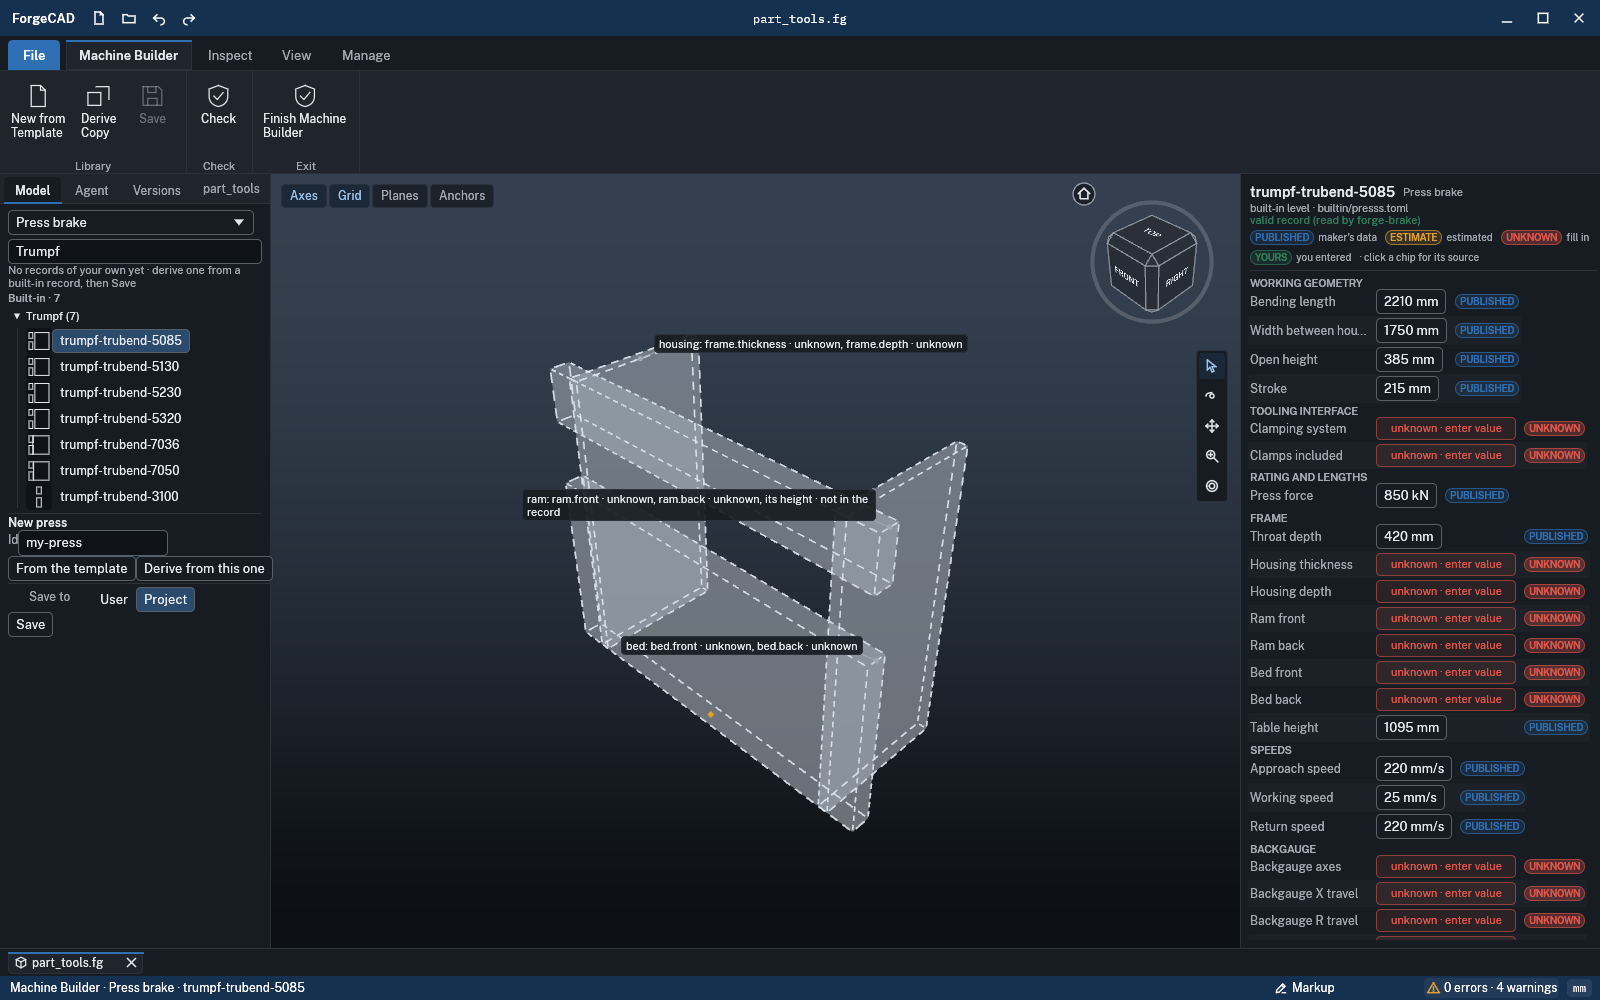 ForgeCAD
part_tools.fg
File
Machine Builder
Inspect
View
Manage
New from
Template
Derive
Copy
Save
Check
Finish Machine
Builder
Library
Check
Exit
Model
Agent
Versions
part_tools
Press brake
Trumpf
No records of your own yet · derive one from a
built-in record, then Save
Built-in · 7
Trumpf (7)
trumpf-trubend-5085
trumpf-trubend-5130
trumpf-trubend-5230
trumpf-trubend-5320
trumpf-trubend-7036
trumpf-trubend-7050
trumpf-trubend-3100
New press
Id
my-press
From the template
Derive from this one
Save to
User
Project
Save
Axes
Grid
Planes
Anchors
TOP
FRONT
RIGHT
housing: frame.thickness · unknown, frame.depth · unknown
ram: ram.front · unknown, ram.back · unknown, its height · not in the
record
bed: bed.front · unknown, bed.back · unknown
trumpf-trubend-5085 Press brake
built-in level · builtin/presss.toml
valid record (read by forge-brake)
PUBLISHED maker's data ESTIMATE estimated UNKNOWN fill in
YOURS you entered · click a chip for its source
WORKING GEOMETRY
Bending length 2210 mm PUBLISHED
Width between hou... 1750 mm PUBLISHED
Open height 385 mm PUBLISHED
Stroke 215 mm PUBLISHED
TOOLING INTERFACE
Clamping system unknown · enter value UNKNOWN
Clamps included unknown · enter value UNKNOWN
RATING AND LENGTHS
Press force 850 kN PUBLISHED
FRAME
Throat depth 420 mm PUBLISHED
Housing thickness unknown · enter value UNKNOWN
Housing depth unknown · enter value UNKNOWN
Ram front unknown · enter value UNKNOWN
Ram back unknown · enter value UNKNOWN
Bed front unknown · enter value UNKNOWN
Bed back unknown · enter value UNKNOWN
Table height 1095 mm PUBLISHED
SPEEDS
Approach speed 220 mm/s PUBLISHED
Working speed 25 mm/s PUBLISHED
Return speed 220 mm/s PUBLISHED
BACKGAUGE
Backgauge axes unknown · enter value UNKNOWN
Backgauge X travel unknown · enter value UNKNOWN
Backgauge R travel unknown · enter value UNKNOWN
part_tools.fg
Machine Builder · Press brake · trumpf-trubend-5085
Markup
0 errors · 4 warnings
mm